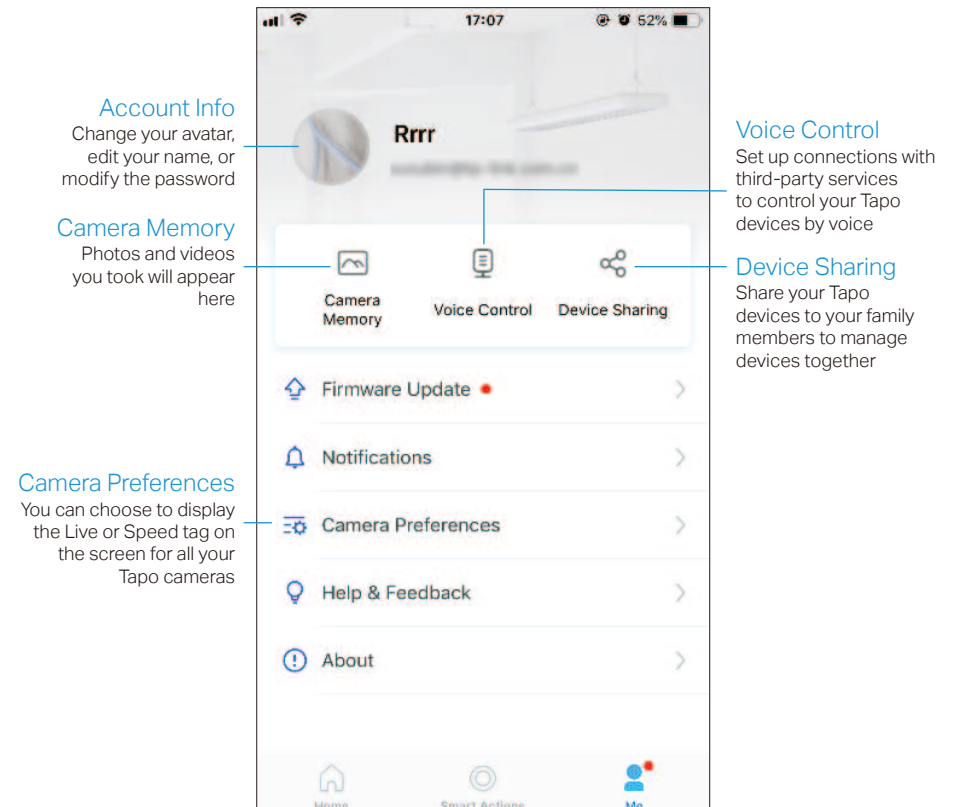 17:07
52%
Account Info
Change your avatar,
edit your name, or
modify the password
Rrrr
Voice Control
Set up connections with
third-party services
to control your Tapo
devices by voice
Camera Memory
Photos and videos
you took will appear
here
Device Sharing
Share your Tapo
devices to your family
members to manage
devices together
Camera
Memory
Voice Control
Device Sharing
Firmware Update
Notifications
Camera Preferences
You can choose to display
the Live or Speed tag on
the screen for all your
Tapo cameras
Camera Preferences
Help & Feedback
About
Home
Smart Actions
Me